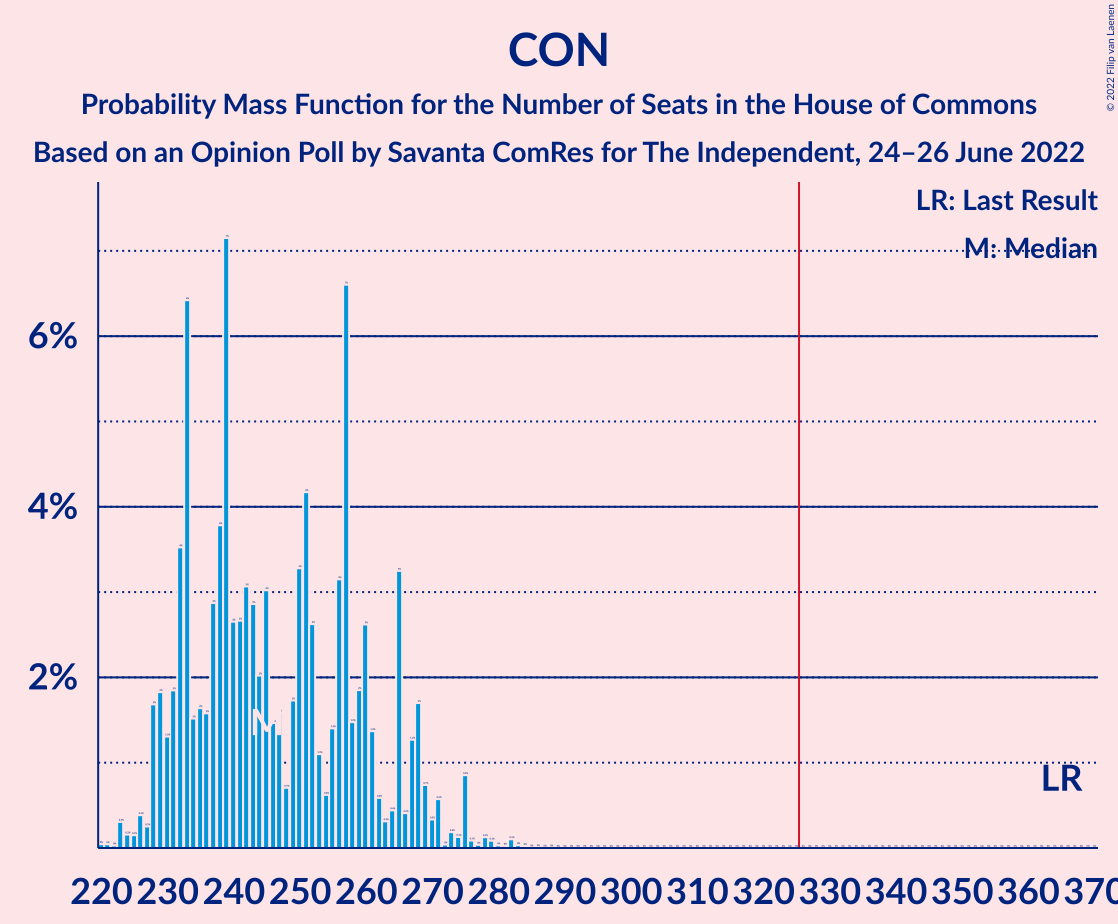 CON
Probability Mass Function for the Number of Seats in the House of Commons
Based on an Opinion Poll by Savanta ComRes for The Independent, 24–26 June 2022
© 2022 Filip van Laenen
LR: Last Result
M: Median
6%
4%
2%
M
LR
220 230 240 250 260 270 280 290 300 310 320 330 340 350 360 370